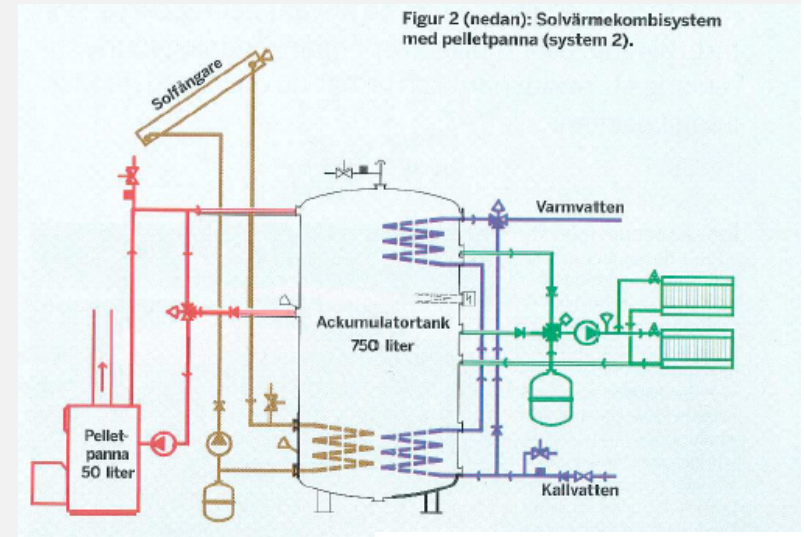 Figur 2 (nedan): Solvärmekombisystem
med pelletpanna (system 2).
Solfångare
Varmvatten
Ackumulatortank
750 liter
Pellet-
panna
50 liter
Kallvatten